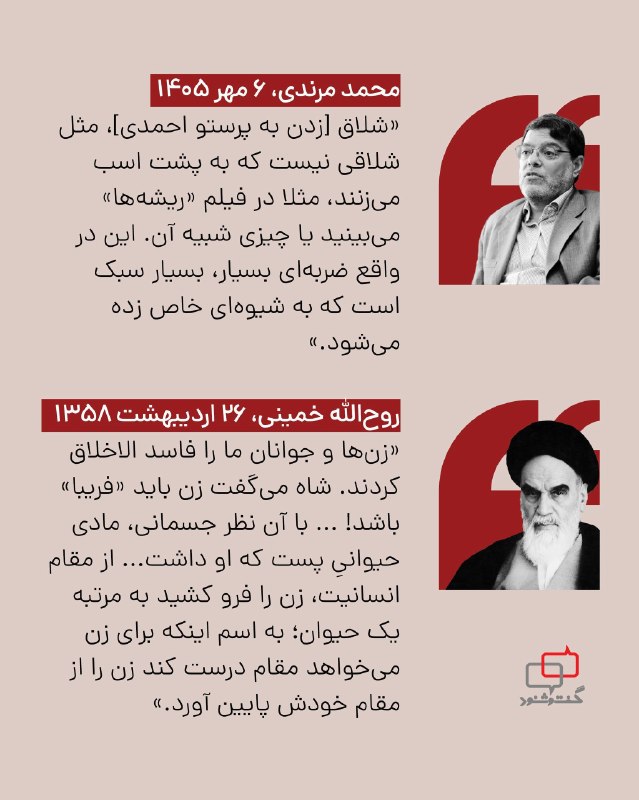 محمد مرندی، ۶ مهر ۱۴۰۵
«شلاق [زدن به پرستو احمدی]، مثل
شلاقی نیست که به پشت اسب
می‌زنند، مثلا در فیلم «ریشه‌ها»
می‌بینید یا چیزی شبیه آن. این در
واقع ضربه‌ای بسیار، بسیار سبک
است که به شیوه‌ای خاص زده
می‌شود.»
روح‌الله خمینی، ۲۶ اردیبهشت ۱۳۵۸
«زن‌ها و جوانان ما را فاسد الاخلاق
کردند. شاه می‌گفت زن باید «فریبا»
باشد! ... با آن نظر جسمانی، مادی
حیوانیِ پست که او داشت... از مقام
انسانیت، زن را فرو کشید به مرتبه
یک حیوان؛ به اسم اینکه برای زن
می‌خواهد مقام درست کند زن را از
مقام خودش پایین آورد.»
گفت‌وشنود